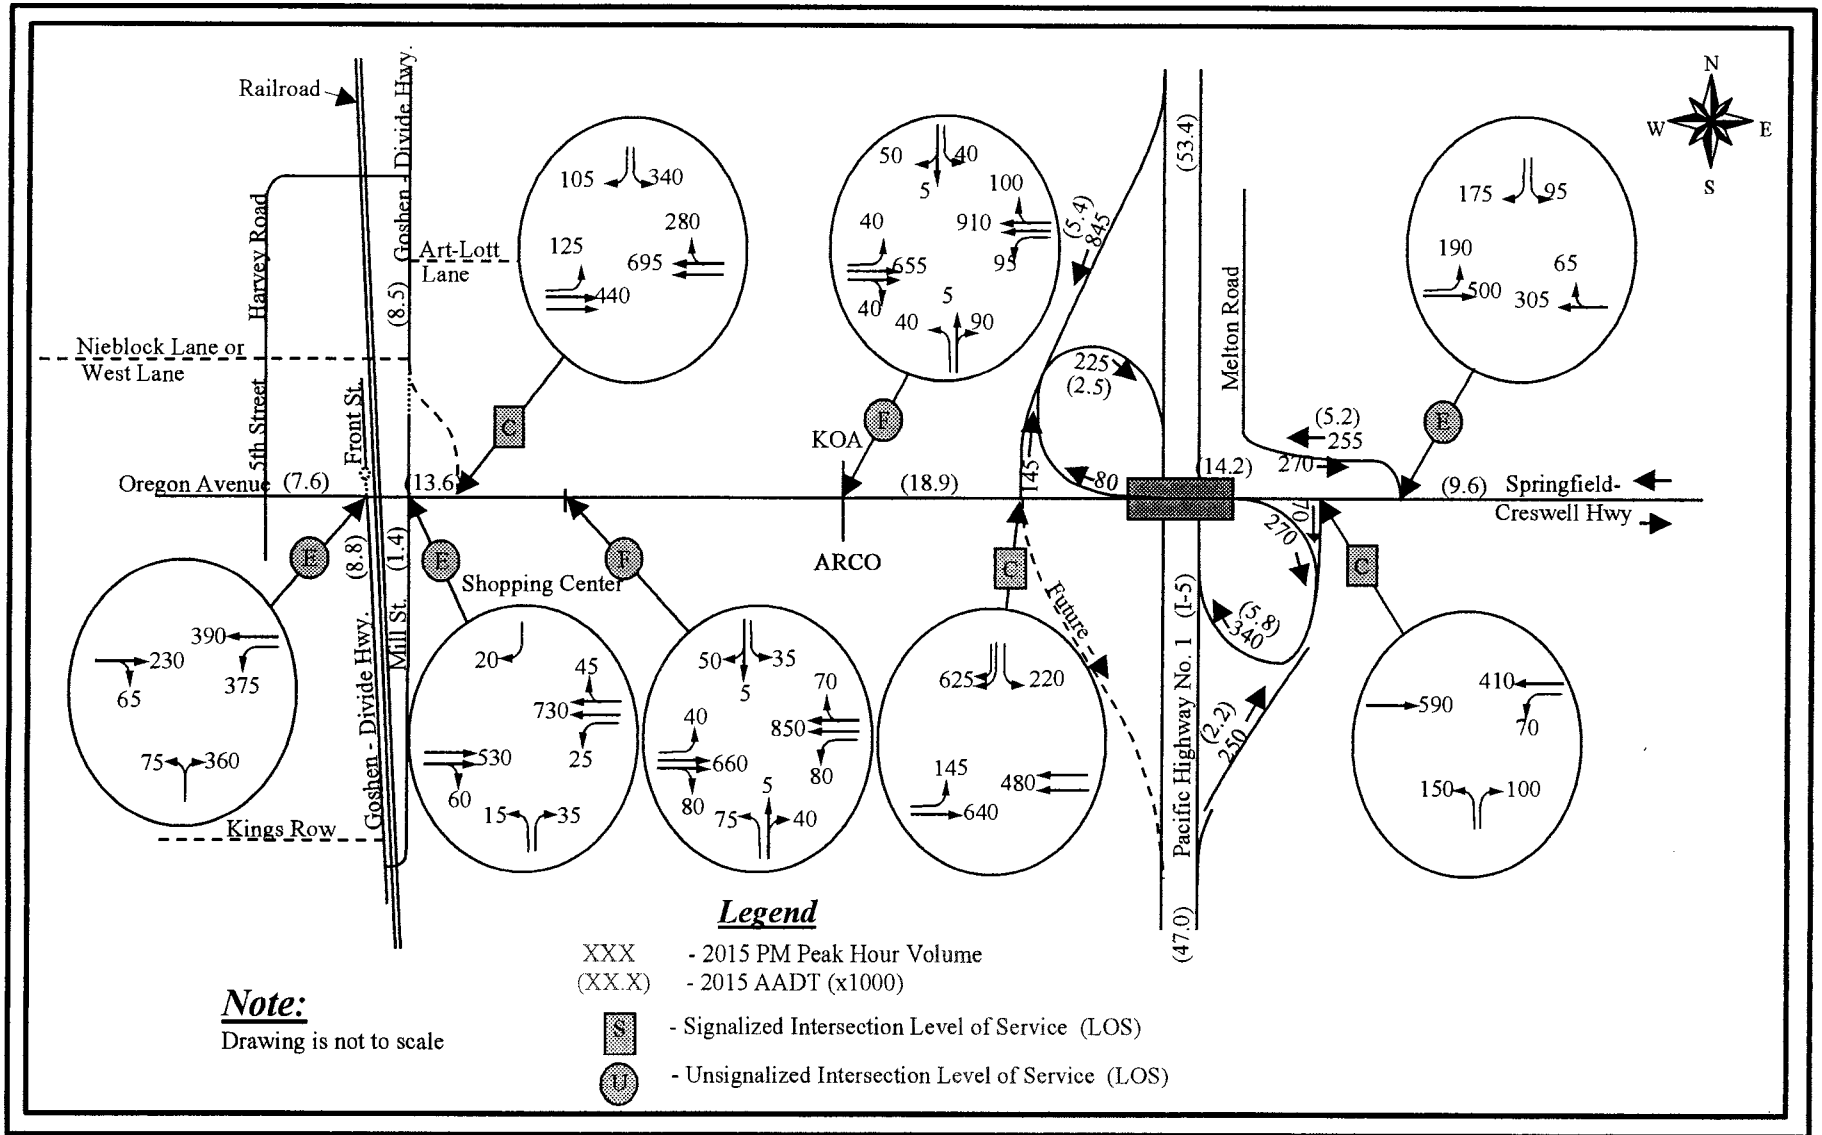 N
W E
S
Railroad
Goshen - Divide Hwy.
(8.5)
Harvey Road
5th Street
Art-Lott
Lane
Nieblock Lane or
West Lane
Front St.
Oregon Avenue
(7.6)
(13.6)
105 340
280
125
695
440
C
50 40
5
100
910
40
655
95
40
5
40 90
F
KOA
ARCO
(18.9)
(5.4)
845
225
(2.5)
145
80
(53.4)
(14.2)
Melton Road
(5.2)
255
270
175 95
190
65
500
305
E
(9.6)
Springfield-
Creswell Hwy
E
(8.8)
E
(1.4)
Mill St.
Goshen - Divide Hwy.
Shopping Center
F
C
Future
Pacific Highway No. 1 (I-5)
(47.0)
70
270
(5.8)
340
(2.2)
250
C
390
230
65
375
75 360
Kings Row
20
45
730
530
25
60
15 35
50 35
5
70
40
850
660
80
80
5
75 40
625 220
145
480
640
410
590
70
150 100
Legend
XXX - 2015 PM Peak Hour Volume
(XX.X) - 2015 AADT (x1000)
S - Signalized Intersection Level of Service (LOS)
U - Unsignalized Intersection Level of Service (LOS)
Note:
Drawing is not to scale